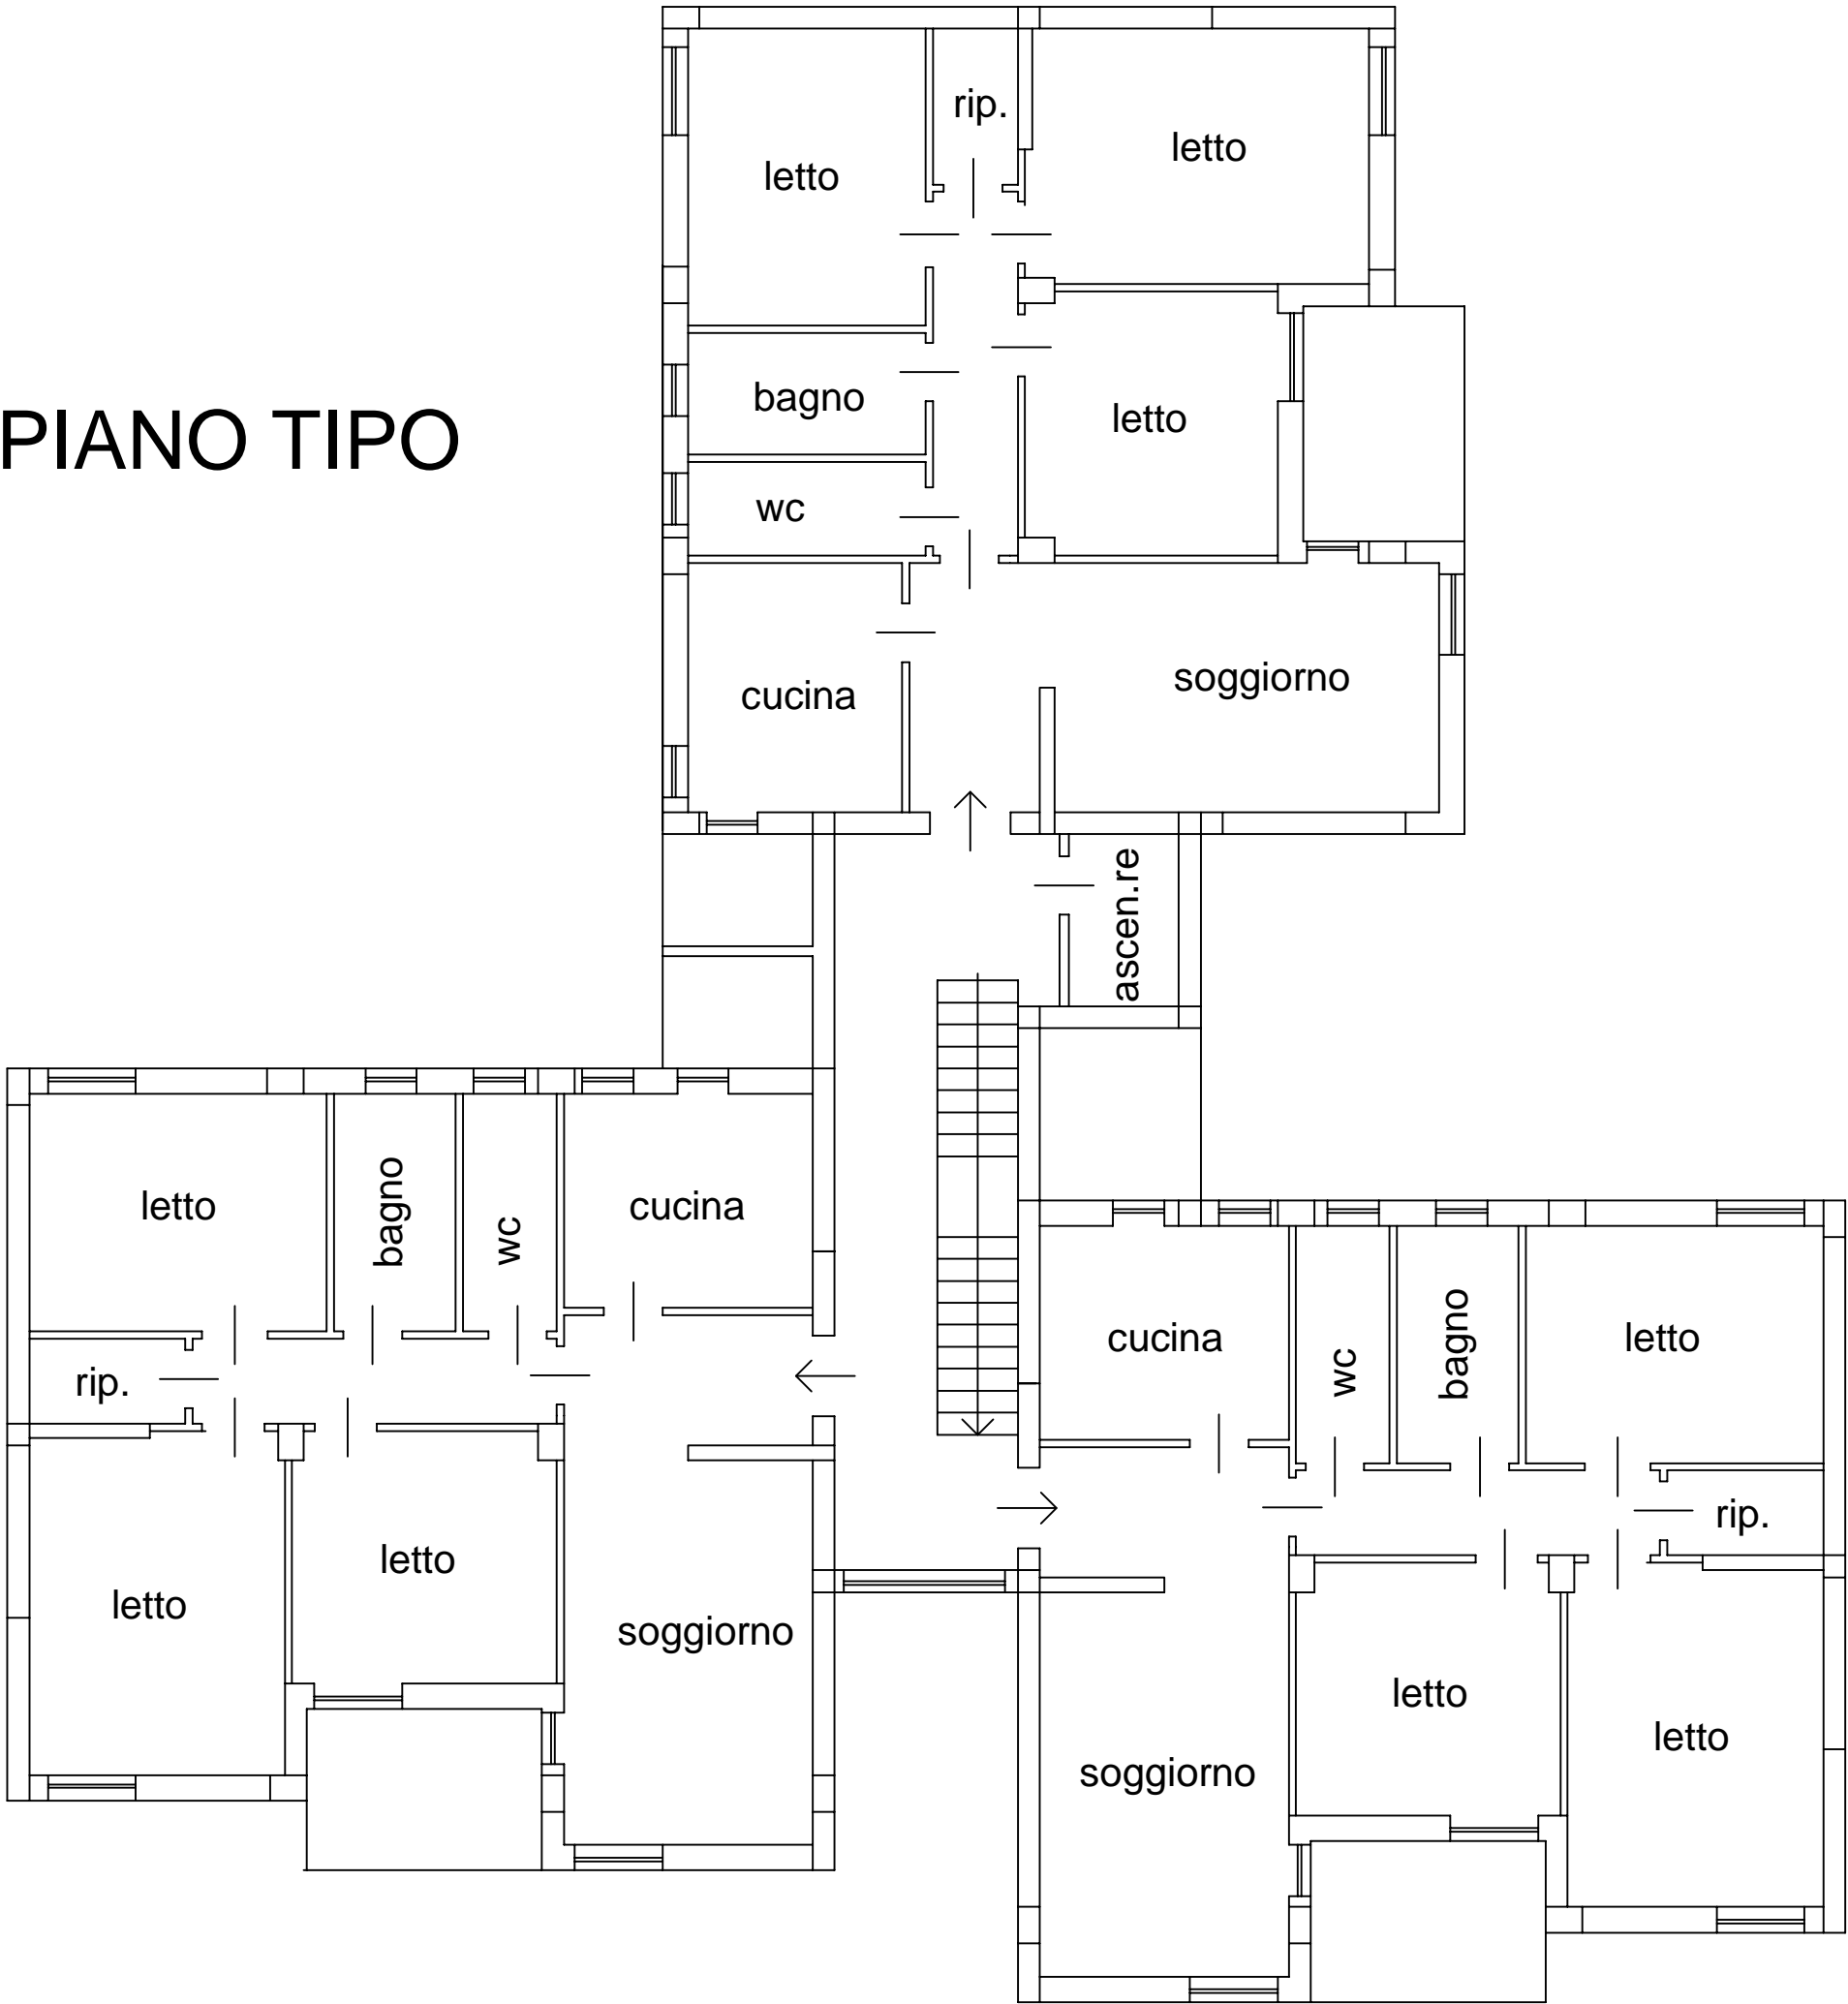 rip.
letto
letto
PIANO TIPO
bagno
letto
wc
soggiorno
cucina
ascen.re
letto
bagno
wc
cucina
rip.
letto
letto
soggiorno
cucina
wc
bagno
letto
rip.
letto
letto
soggiorno